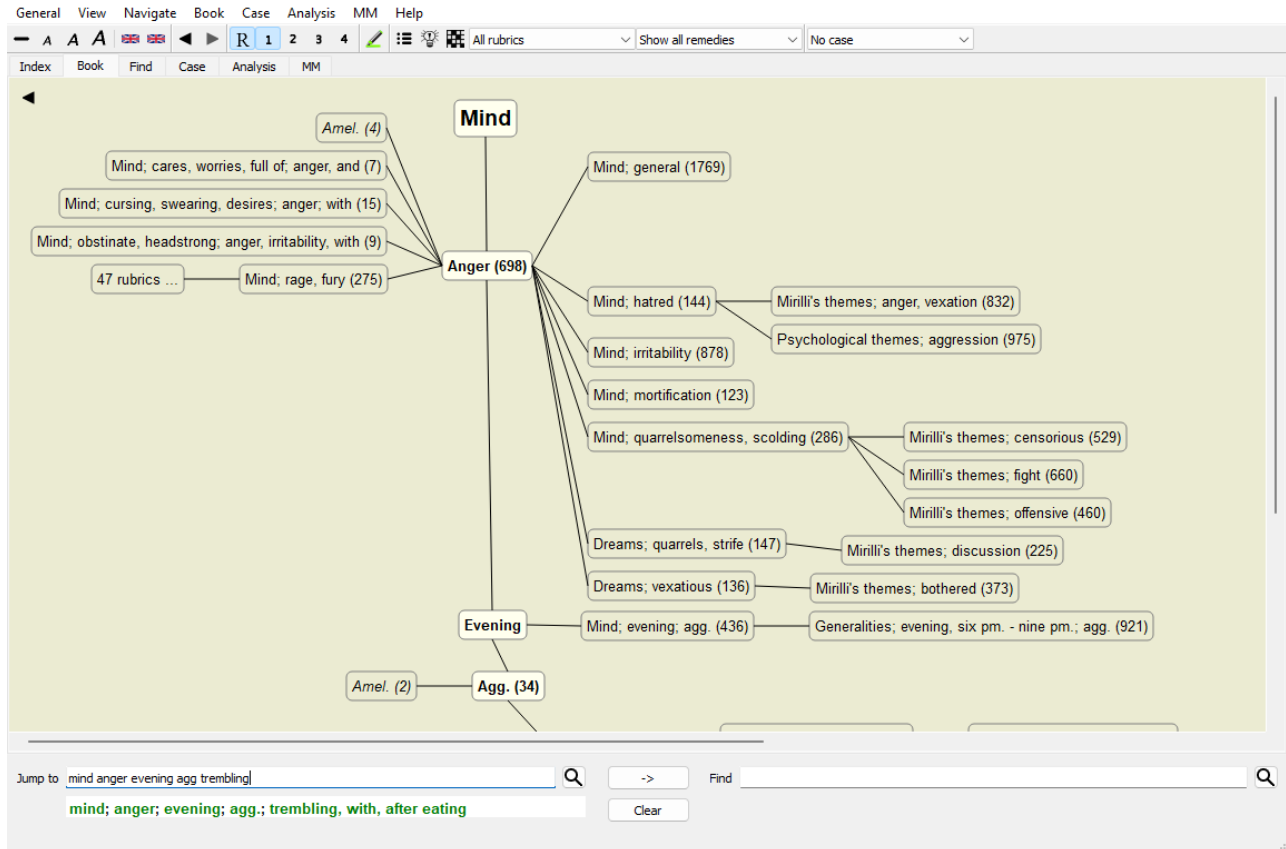 General View Navigate Book Case Analysis MM Help
A A A R 1 2 3 4 All rubrics Show all remedies No case
Index Book Find Case Analysis MM
Mind
Amel. (4)
Mind; cares, worries, full of; anger, and (7)
Mind; general (1769)
Mind; cursing, swearing, desires; anger; with (15)
Mind; obstinate, headstrong; anger, irritability, with (9)
Anger (698)
47 rubrics ... Mind; rage, fury (275)
Mind; hatred (144) Mirilli's themes; anger, vexation (832)
Psychological themes; aggression (975)
Mind; irritability (878)
Mind; mortification (123)
Mind; quarrelsomeness, scolding (286) Mirilli's themes; censorious (529)
Mirilli's themes; fight (660)
Mirilli's themes; offensive (460)
Dreams; quarrels, strife (147) Mirilli's themes; discussion (225)
Dreams; vexatious (136) Mirilli's themes; bothered (373)
Evening Mind; evening; agg. (436) Generalities; evening, six pm. - nine pm.; agg. (921)
Amel. (2) Agg. (34)
Jump to mind anger evening agg trembling -> Find
mind; anger; evening; agg.; trembling, with, after eating Clear